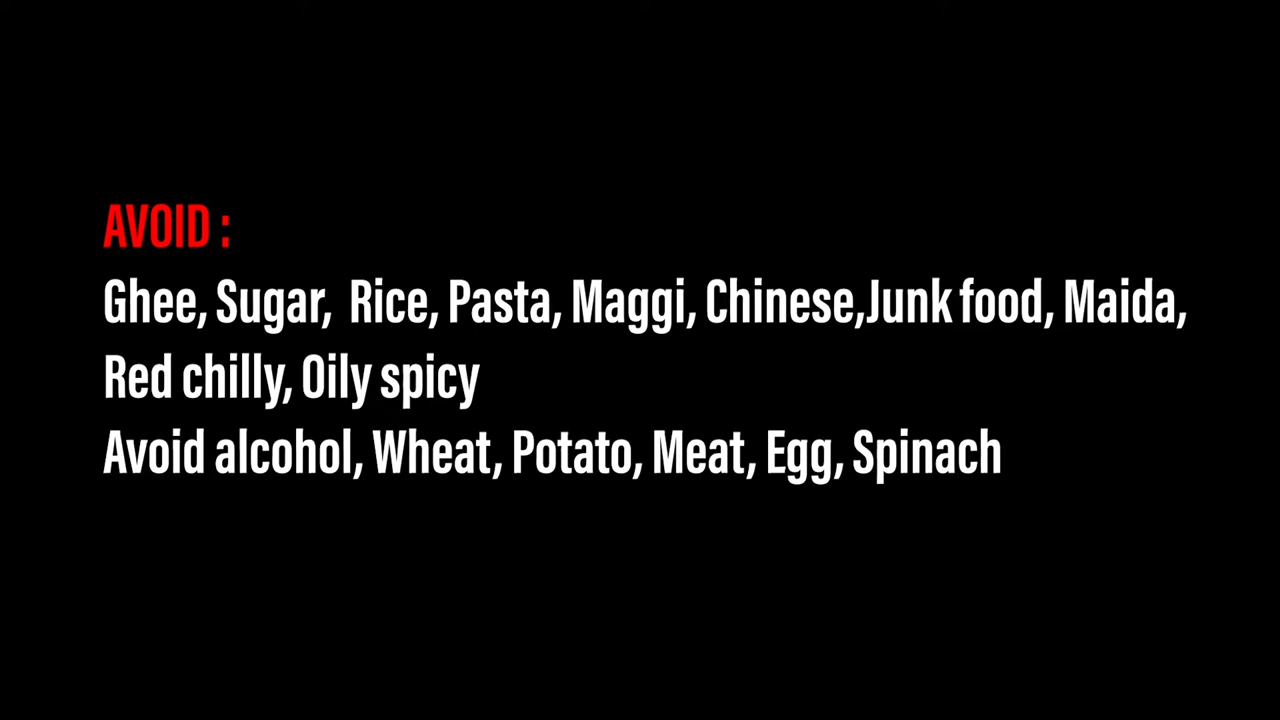 AVOID :
Ghee, Sugar,  Rice, Pasta, Maggi, Chinese,Junk food, Maida,
Red chilly, Oily spicy
Avoid alcohol, Wheat, Potato, Meat, Egg, Spinach